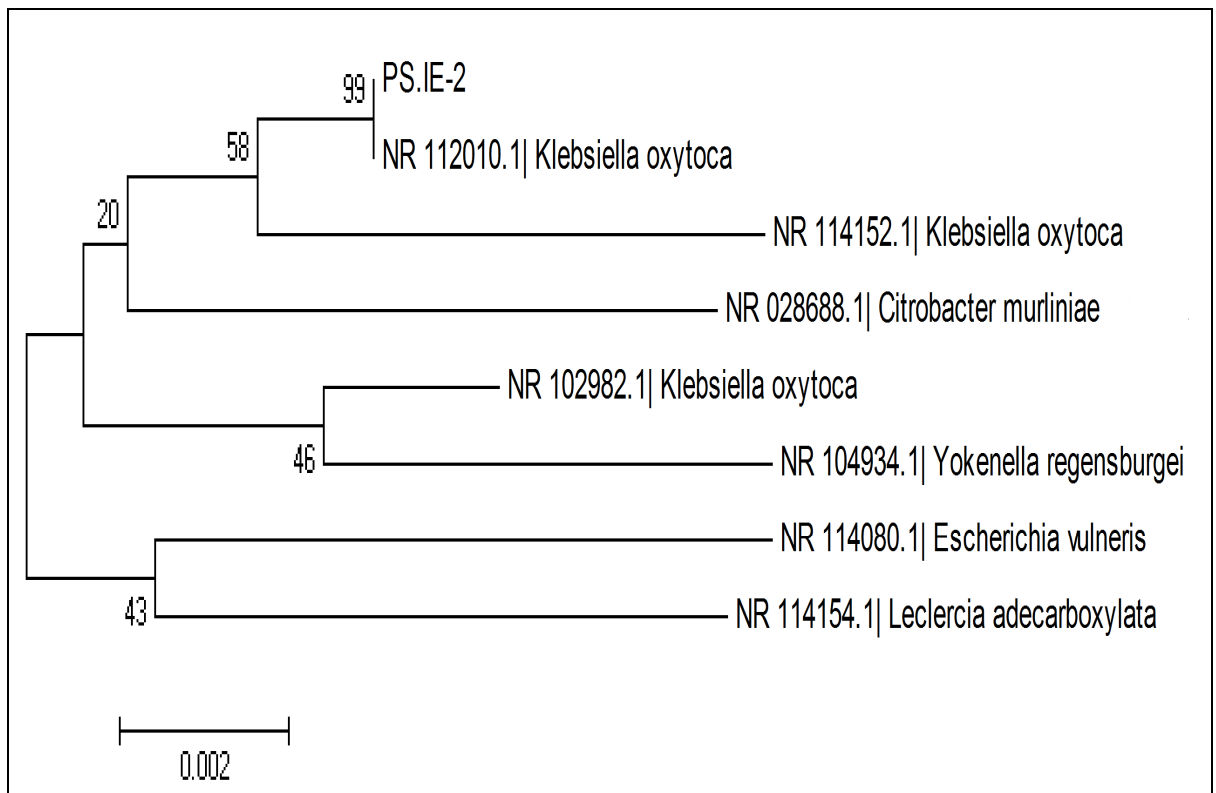 99
PS.IE-2
NR 112010.1| Klebsiella oxytoca
58
NR 114152.1| Klebsiella oxytoca
20
NR 028688.1| Citrobacter murliniae
NR 102982.1| Klebsiella oxytoca
46
NR 104934.1| Yokenella regensburgei
NR 114080.1| Escherichia vulneris
43
NR 114154.1| Leclercia adecarboxylata
0.002